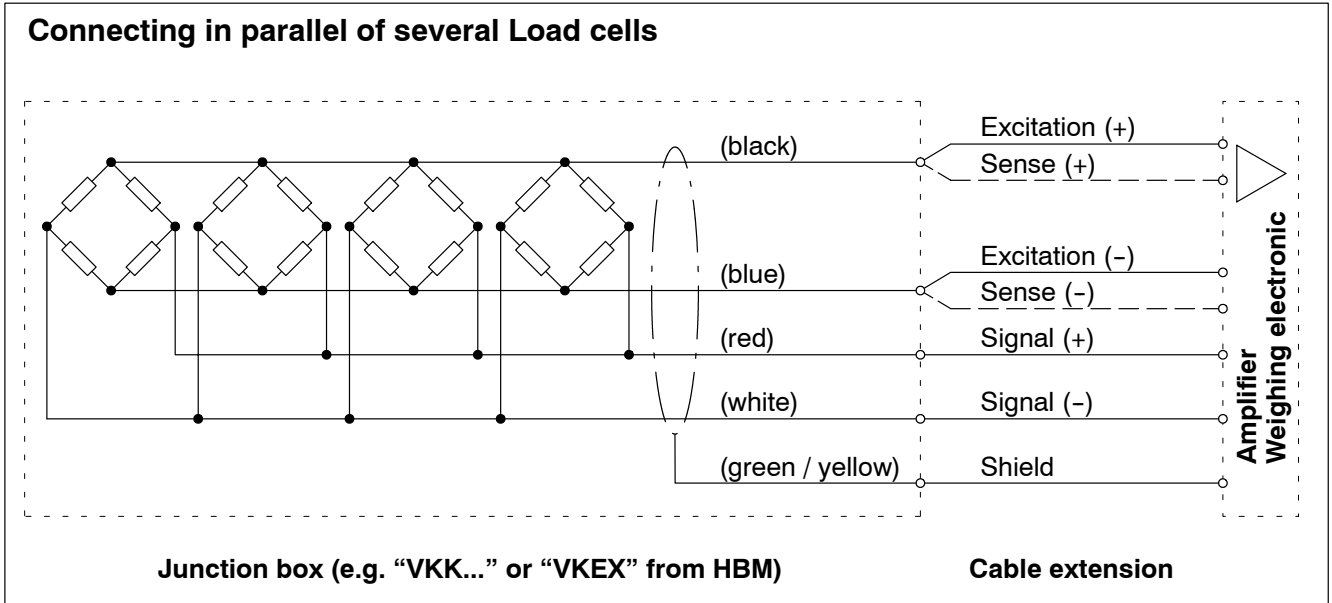 Connecting in parallel of several Load cells
(black)
Excitation (+)
Sense (+)
(blue)
Excitation (–)
Sense (–)
(red)
Signal (+)
(white)
Signal (–)
(green / yellow)
Shield
Amplifier
Weighing electronic
Junction box (e.g. “VKK...” or “VKEX” from HBM)
Cable extension